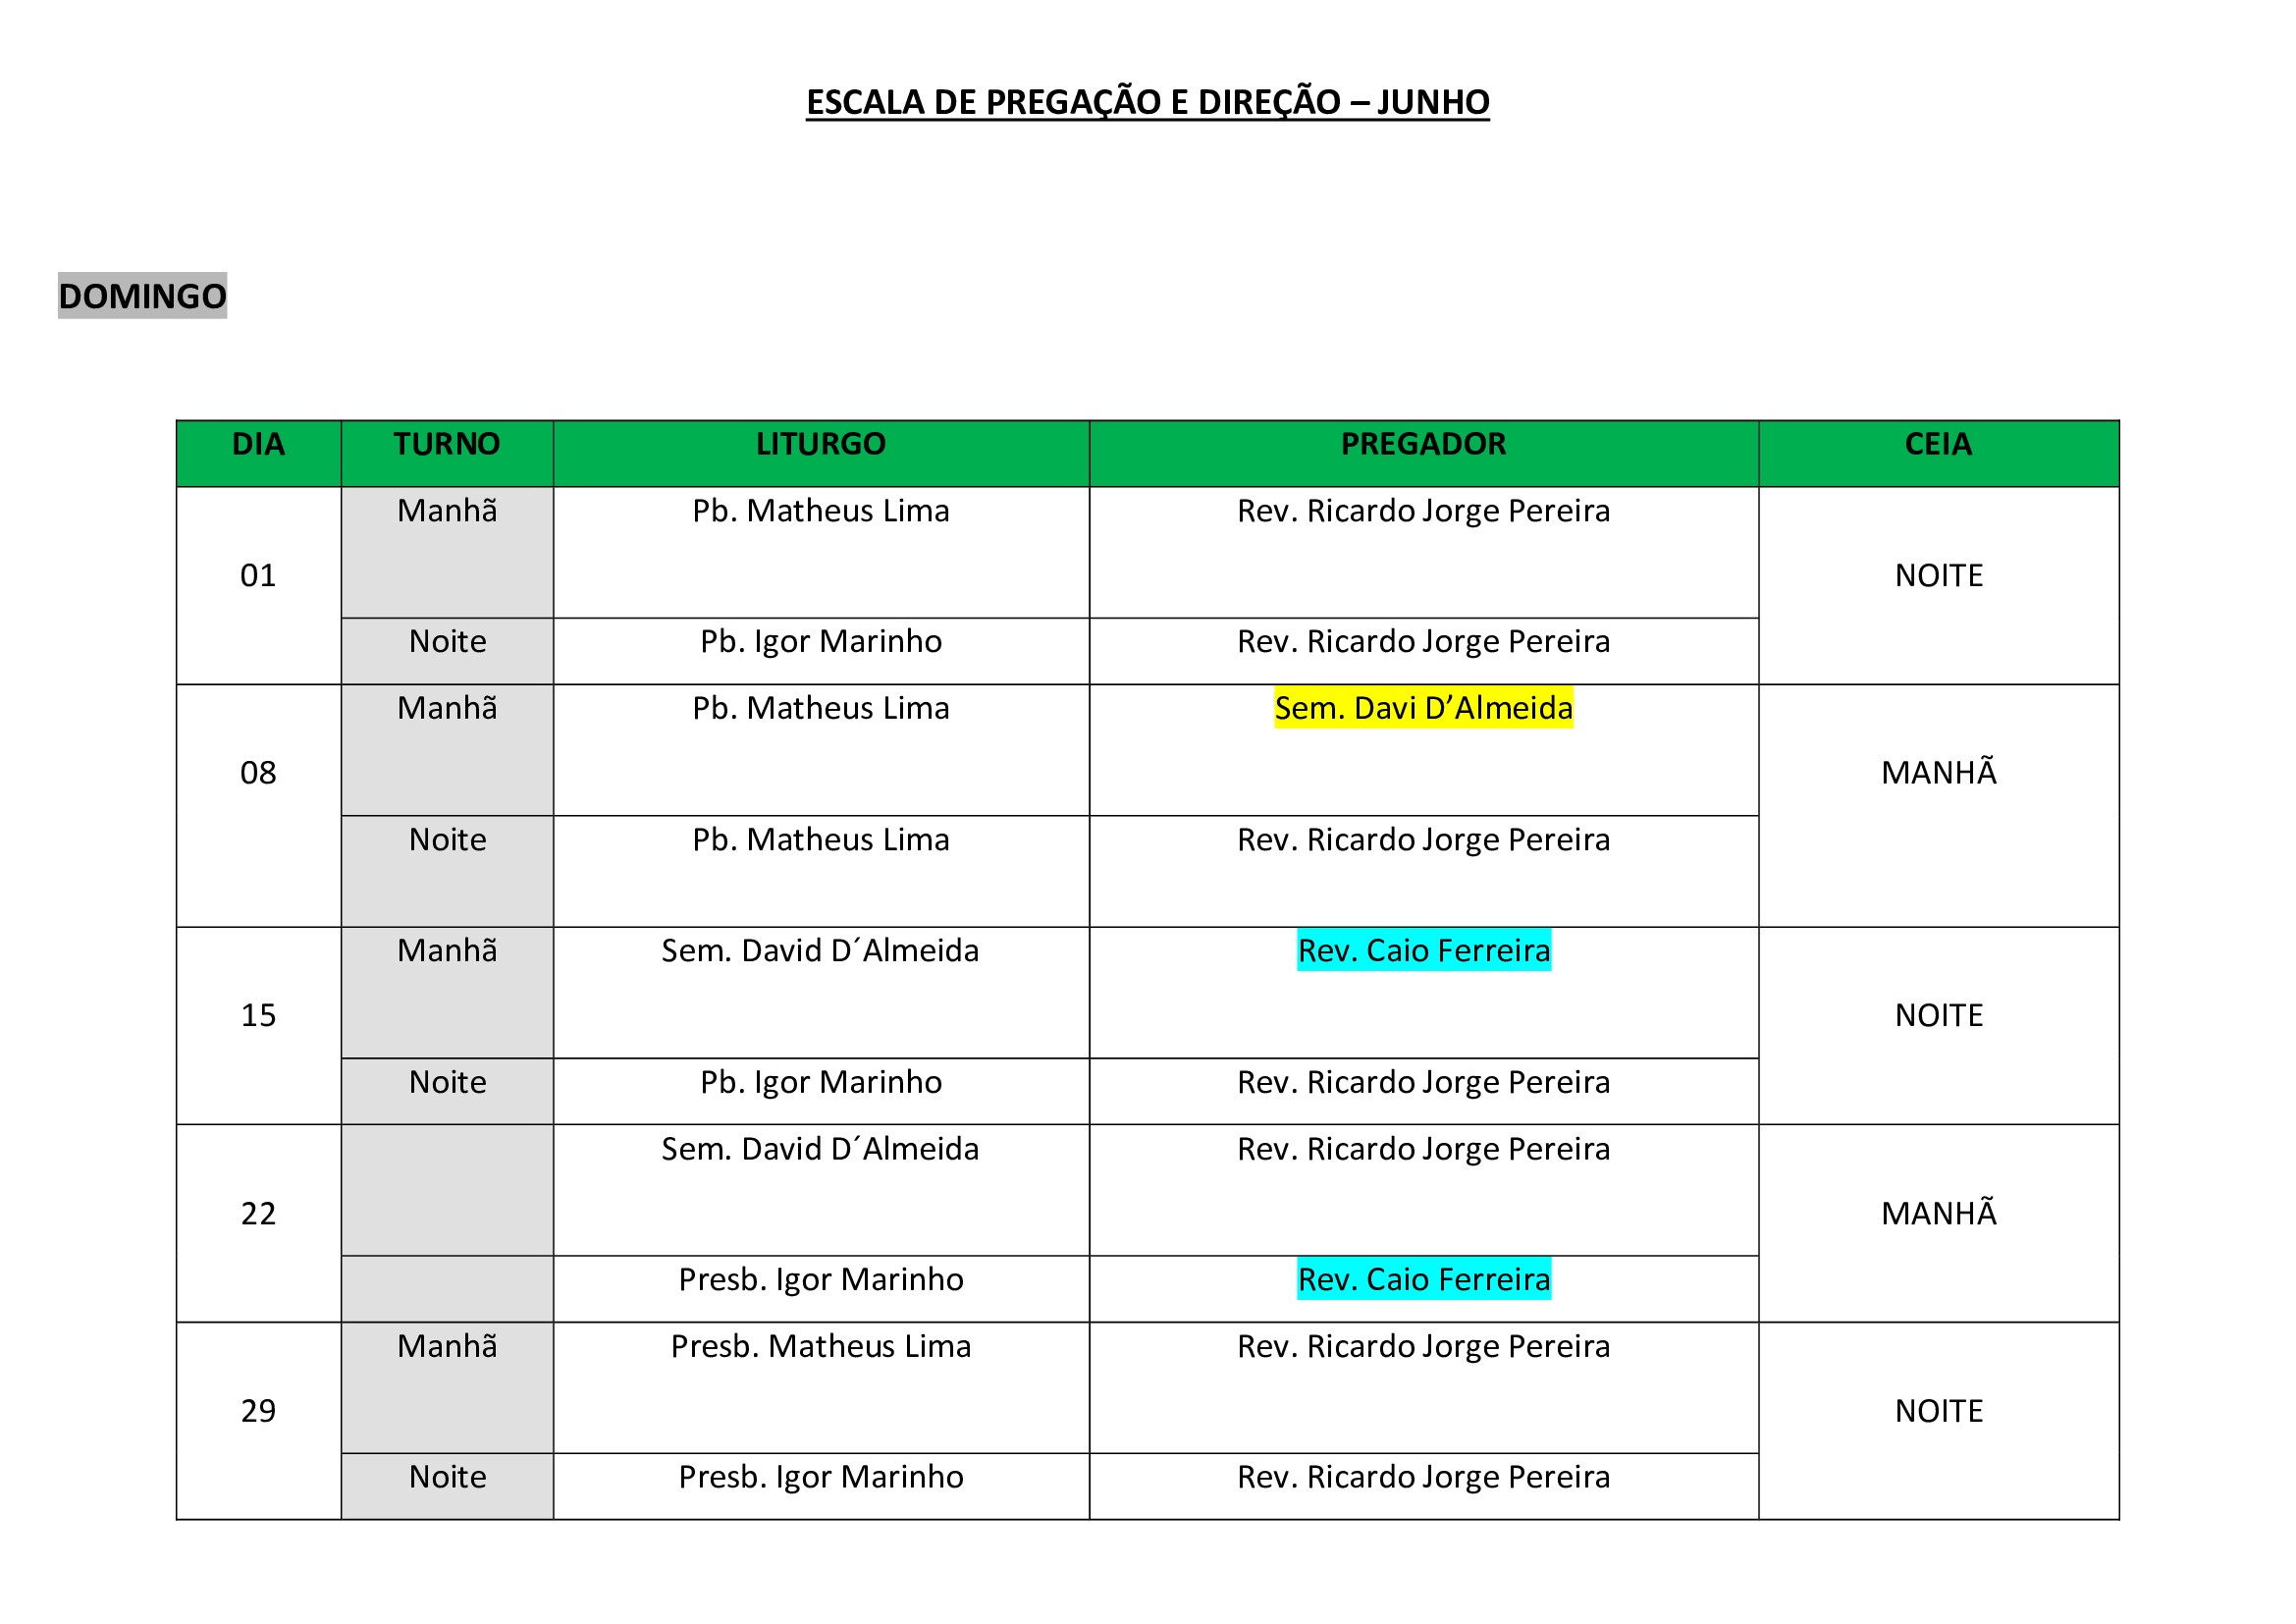 ESCALA DE PREGAÇÃO E DIREÇÃO – JUNHO
DOMINGO
DIA TURNO LITURGO PREGADOR CEIA
Manhã Pb. Matheus Lima Rev. Ricardo Jorge Pereira
01 NOITE
Noite Pb. Igor Marinho Rev. Ricardo Jorge Pereira
Manhã Pb. Matheus Lima Sem. Davi D’Almeida
08 MANHÃ
Noite Pb. Matheus Lima Rev. Ricardo Jorge Pereira
Manhã Sem. David D´Almeida Rev. Caio Ferreira
15 NOITE
Noite Pb. Igor Marinho Rev. Ricardo Jorge Pereira
Sem. David D´Almeida Rev. Ricardo Jorge Pereira
22 MANHÃ
Presb. Igor Marinho Rev. Caio Ferreira
Manhã Presb. Matheus Lima Rev. Ricardo Jorge Pereira
29 NOITE
Noite Presb. Igor Marinho Rev. Ricardo Jorge Pereira